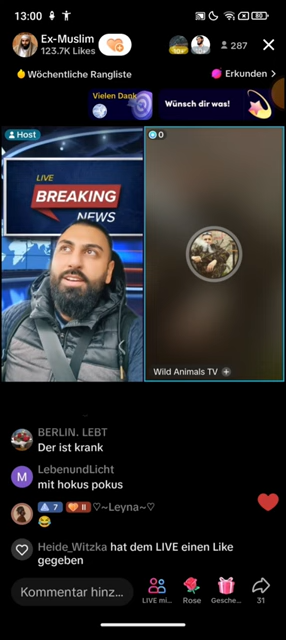 13:00
80
Ex-Muslim
123.7K Likes
287
Wöchentliche Rangliste
Erkunden >
Vielen Dank
Wünsch dir was!
Host
0
LIVE
BREAKING
NEWS
Wild Animals TV
BERLIN. LEBT
Der ist krank
M
LebenundLicht
mit hokus pokus
7
II
♡~Leyna~♡
😂
Heide_Witzka hat dem LIVE einen Like
gegeben
Kommentar hinz...
LIVE mi...
Rose
Gesche...
31